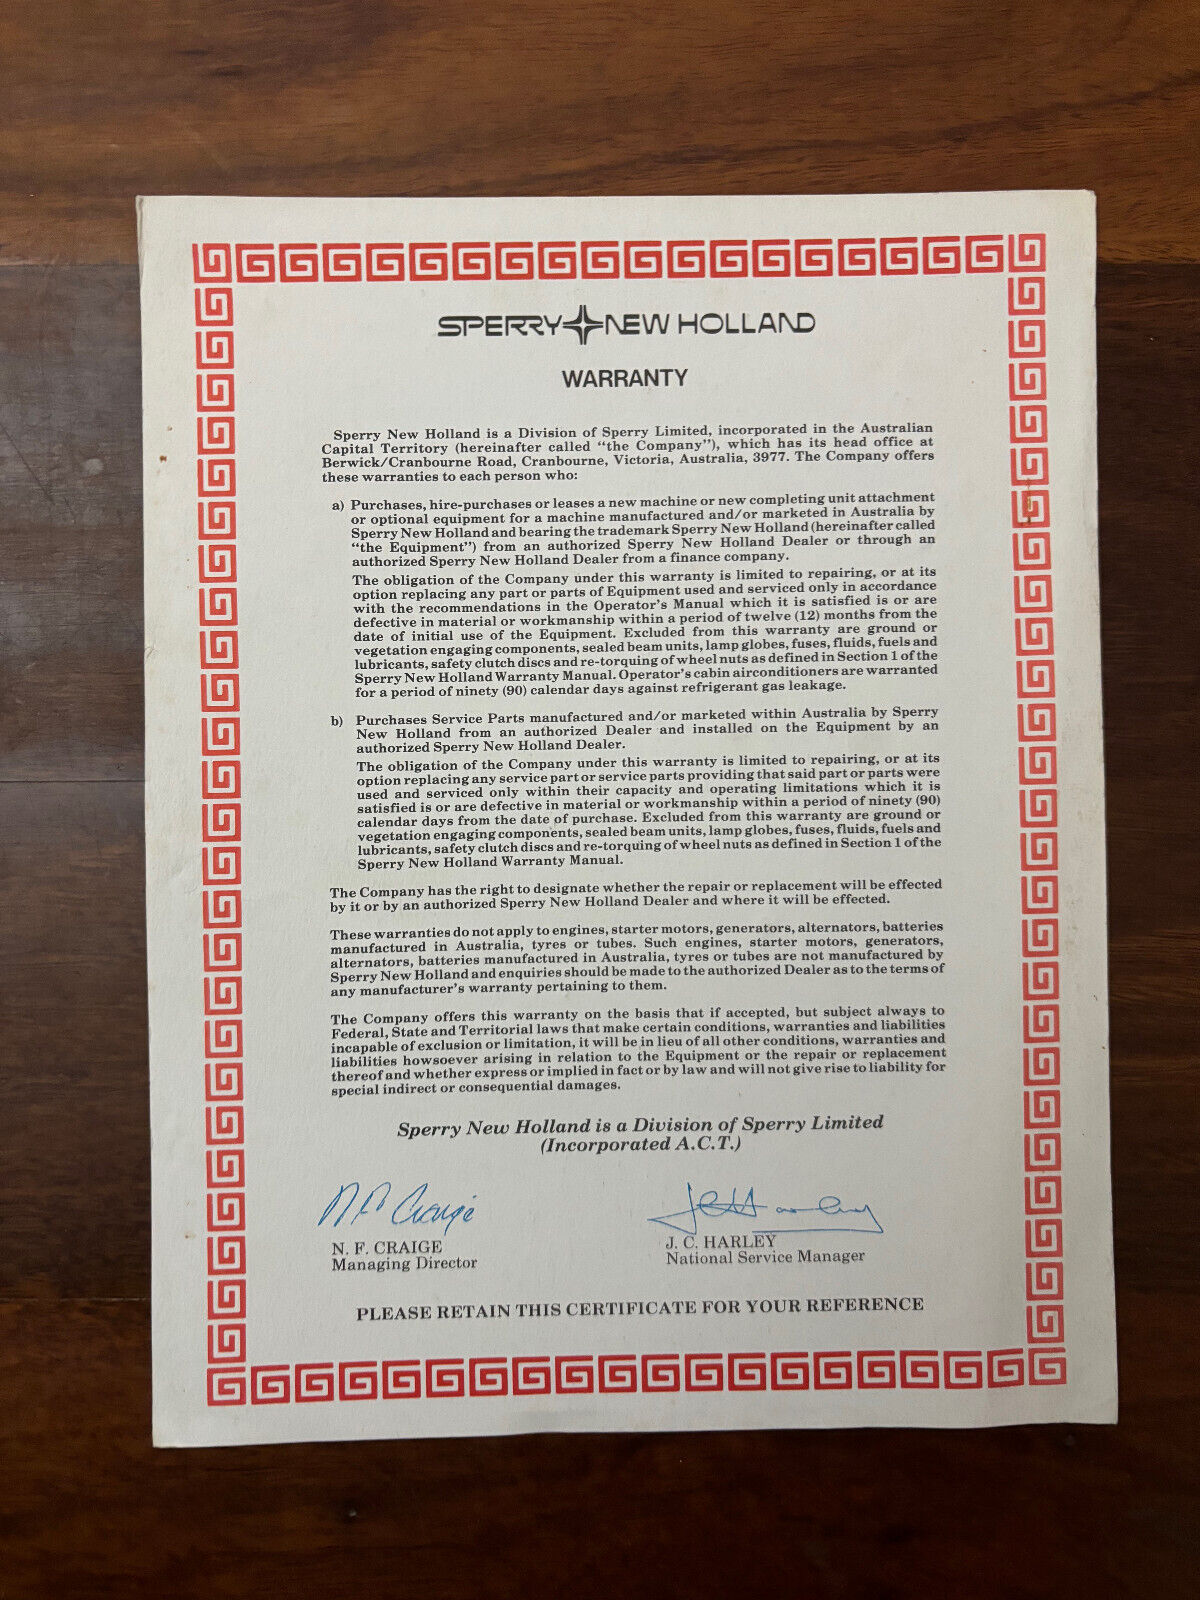 SPERRY NEW HOLLAND
WARRANTY
Sperry New Holland is a Division of Sperry Limited, incorporated in the Australian
Capital Territory (hereinafter called “the Company”), which has its head office at
Berwick/Cranbourne Road, Cranbourne, Victoria, Australia, 3977. The Company offers
these warranties to each person who:
a) Purchases, hire-purchases or leases a new machine or new completing unit attachment
or optional equipment for a machine manufactured and/or marketed in Australia by
Sperry New Holland and bearing the trademark Sperry New Holland (hereinafter called
“the Equipment”) from an authorized Sperry New Holland Dealer or through an
authorized Sperry New Holland Dealer from a finance company.
The obligation of the Company under this warranty is limited to repairing, or at its
option replacing any part or parts of Equipment used and serviced only in accordance
with the recommendations in the Operator’s Manual which it is satisfied is or are
defective in material or workmanship within a period of twelve (12) months from the
date of initial use of the Equipment. Excluded from this warranty are ground or
vegetation engaging components, sealed beam units, lamp globes, fuses, fluids, fuels and
lubricants, safety clutch discs and re-torquing of wheel nuts as defined in Section 1 of the
Sperry New Holland Warranty Manual. Operator’s cabin airconditioners are warranted
for a period of ninety (90) calendar days against refrigerant gas leakage.
b) Purchases Service Parts manufactured and/or marketed within Australia by Sperry
New Holland from an authorized Dealer and installed on the Equipment by an
authorized Sperry New Holland Dealer.
The obligation of the Company under this warranty is limited to repairing, or at its
option replacing any service part or service parts providing that said part or parts were
used and serviced only within their capacity and operating limitations which it is
satisfied is or are defective in material or workmanship within a period of ninety (90)
calendar days from the date of purchase. Excluded from this warranty are ground or
vegetation engaging components, sealed beam units, lamp globes, fuses, fluids, fuels and
lubricants, safety clutch discs and re-torquing of wheel nuts as defined in Section 1 of the
Sperry New Holland Warranty Manual.
The Company has the right to designate whether the repair or replacement will be effected
by it or by an authorized Sperry New Holland Dealer and where it will be effected.
These warranties do not apply to engines, starter motors, generators, alternators, batteries
manufactured in Australia, tyres or tubes. Such engines, starter motors, generators,
alternators, batteries manufactured in Australia, tyres or tubes are not manufactured by
Sperry New Holland and enquiries should be made to the authorized Dealer as to the terms of
any manufacturer’s warranty pertaining to them.
The Company offers this warranty on the basis that if accepted, but subject always to
Federal, State and Territorial laws that make certain conditions, warranties and liabilities
incapable of exclusion or limitation, it will be in lieu of all other conditions, warranties and
liabilities howsoever arising in relation to the Equipment or the repair or replacement
thereof and whether express or implied in fact or by law and will not give rise to liability for
special indirect or consequential damages.
Sperry New Holland is a Division of Sperry Limited
(Incorporated A.C.T.)
N F Craige
J C Harley
N. F. CRAIGE
J. C. HARLEY
Managing Director
National Service Manager
PLEASE RETAIN THIS CERTIFICATE FOR YOUR REFERENCE